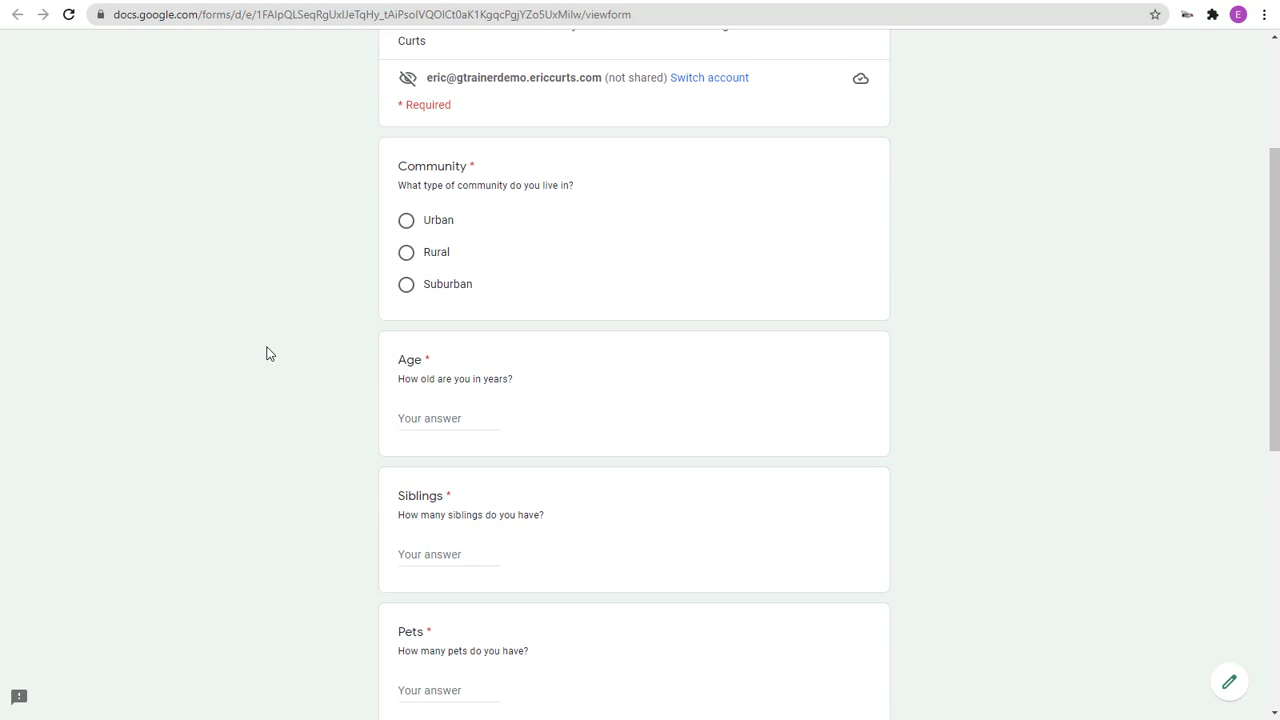 docs.google.com/forms/d/e/1FAIpQLSeqRgUxIJeTqHy_tAiPsoIVQOlCt0aK1KgqcPgjYZo5UxMilw/viewform
E
Curts
eric@gtrainerdemo.ericcurts.com (not shared) Switch account
* Required
Community *
What type of community do you live in?
Urban
Rural
Suburban
Age *
How old are you in years?
Your answer
Siblings *
How many siblings do you have?
Your answer
Pets *
How many pets do you have?
Your answer